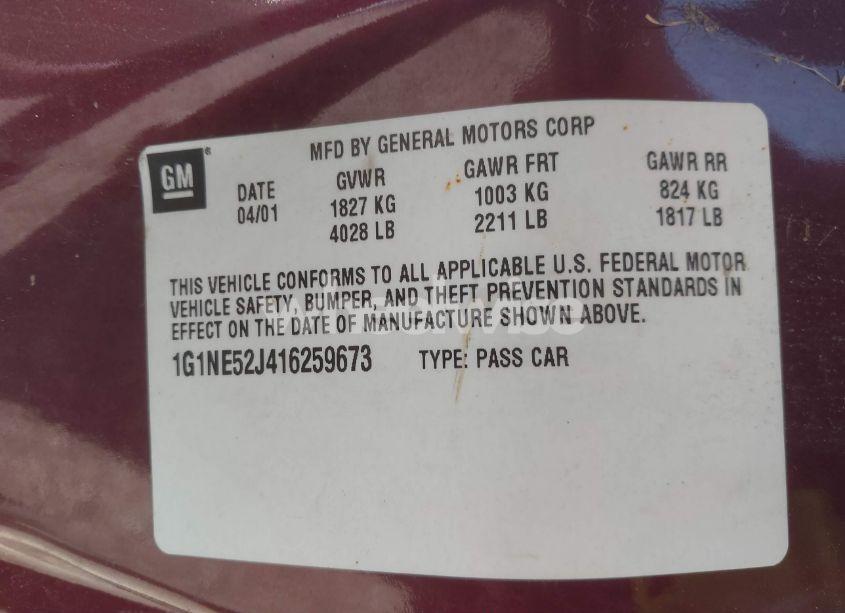 MFD BY GENERAL MOTORS CORP
GM®
DATE GVWR GAWR FRT GAWR RR
04/01 1827 KG 1003 KG 824 KG
4028 LB 2211 LB 1817 LB
THIS VEHICLE CONFORMS TO ALL APPLICABLE U.S. FEDERAL MOTOR
VEHICLE SAFETY, BUMPER, AND THEFT PREVENTION STANDARDS IN
EFFECT ON THE DATE OF MANUFACTURE SHOWN ABOVE.
1G1NE52J416259673 TYPE: PASS CAR